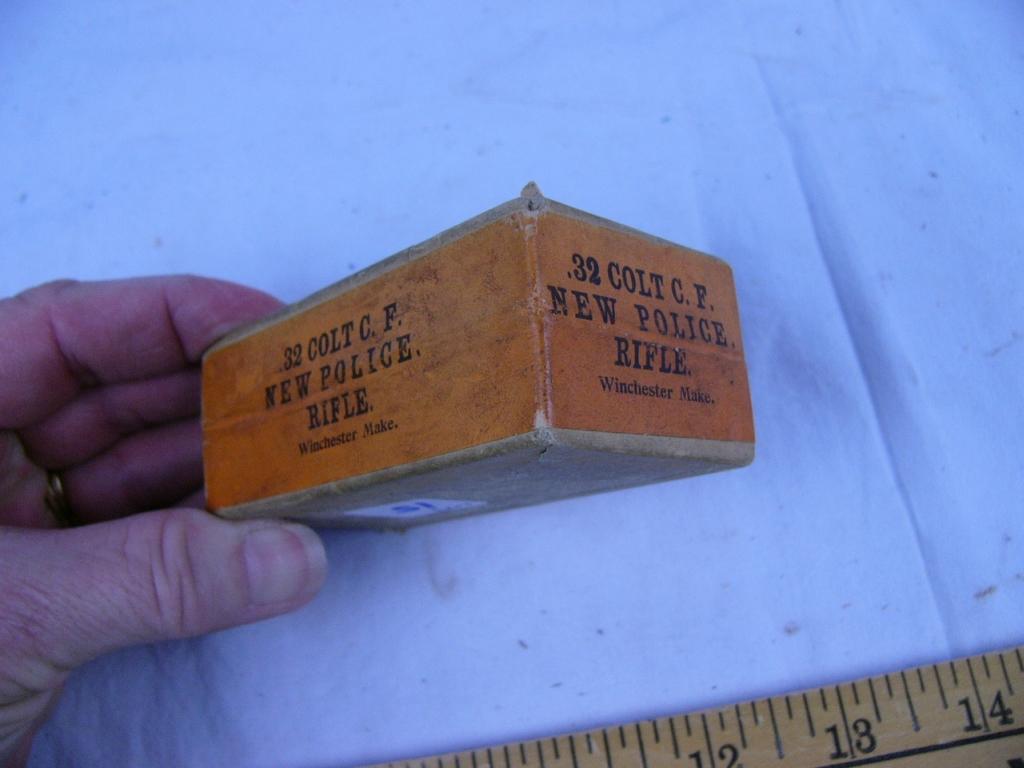 .32 COLT C. F.
NEW POLICE.
RIFLE.
Winchester Make.
.32 COLT C. F.
NEW POLICE.
RIFLE.
Winchester Make.
12
13
14